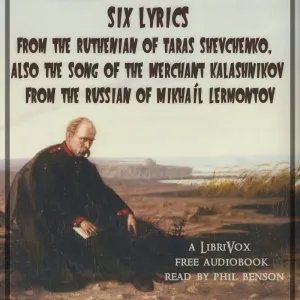 SIX LYRICS
FROM THE RUTHENIAN OF TARAS SHEVCHENKO,
ALSO THE SONG OF THE MERCHANT KALASHNIKOV
FROM THE RUSSIAN OF MIKHAÍL LERMONTOV
A LIBRIVOX
FREE AUDIOBOOK
READ BY PHIL BENSON